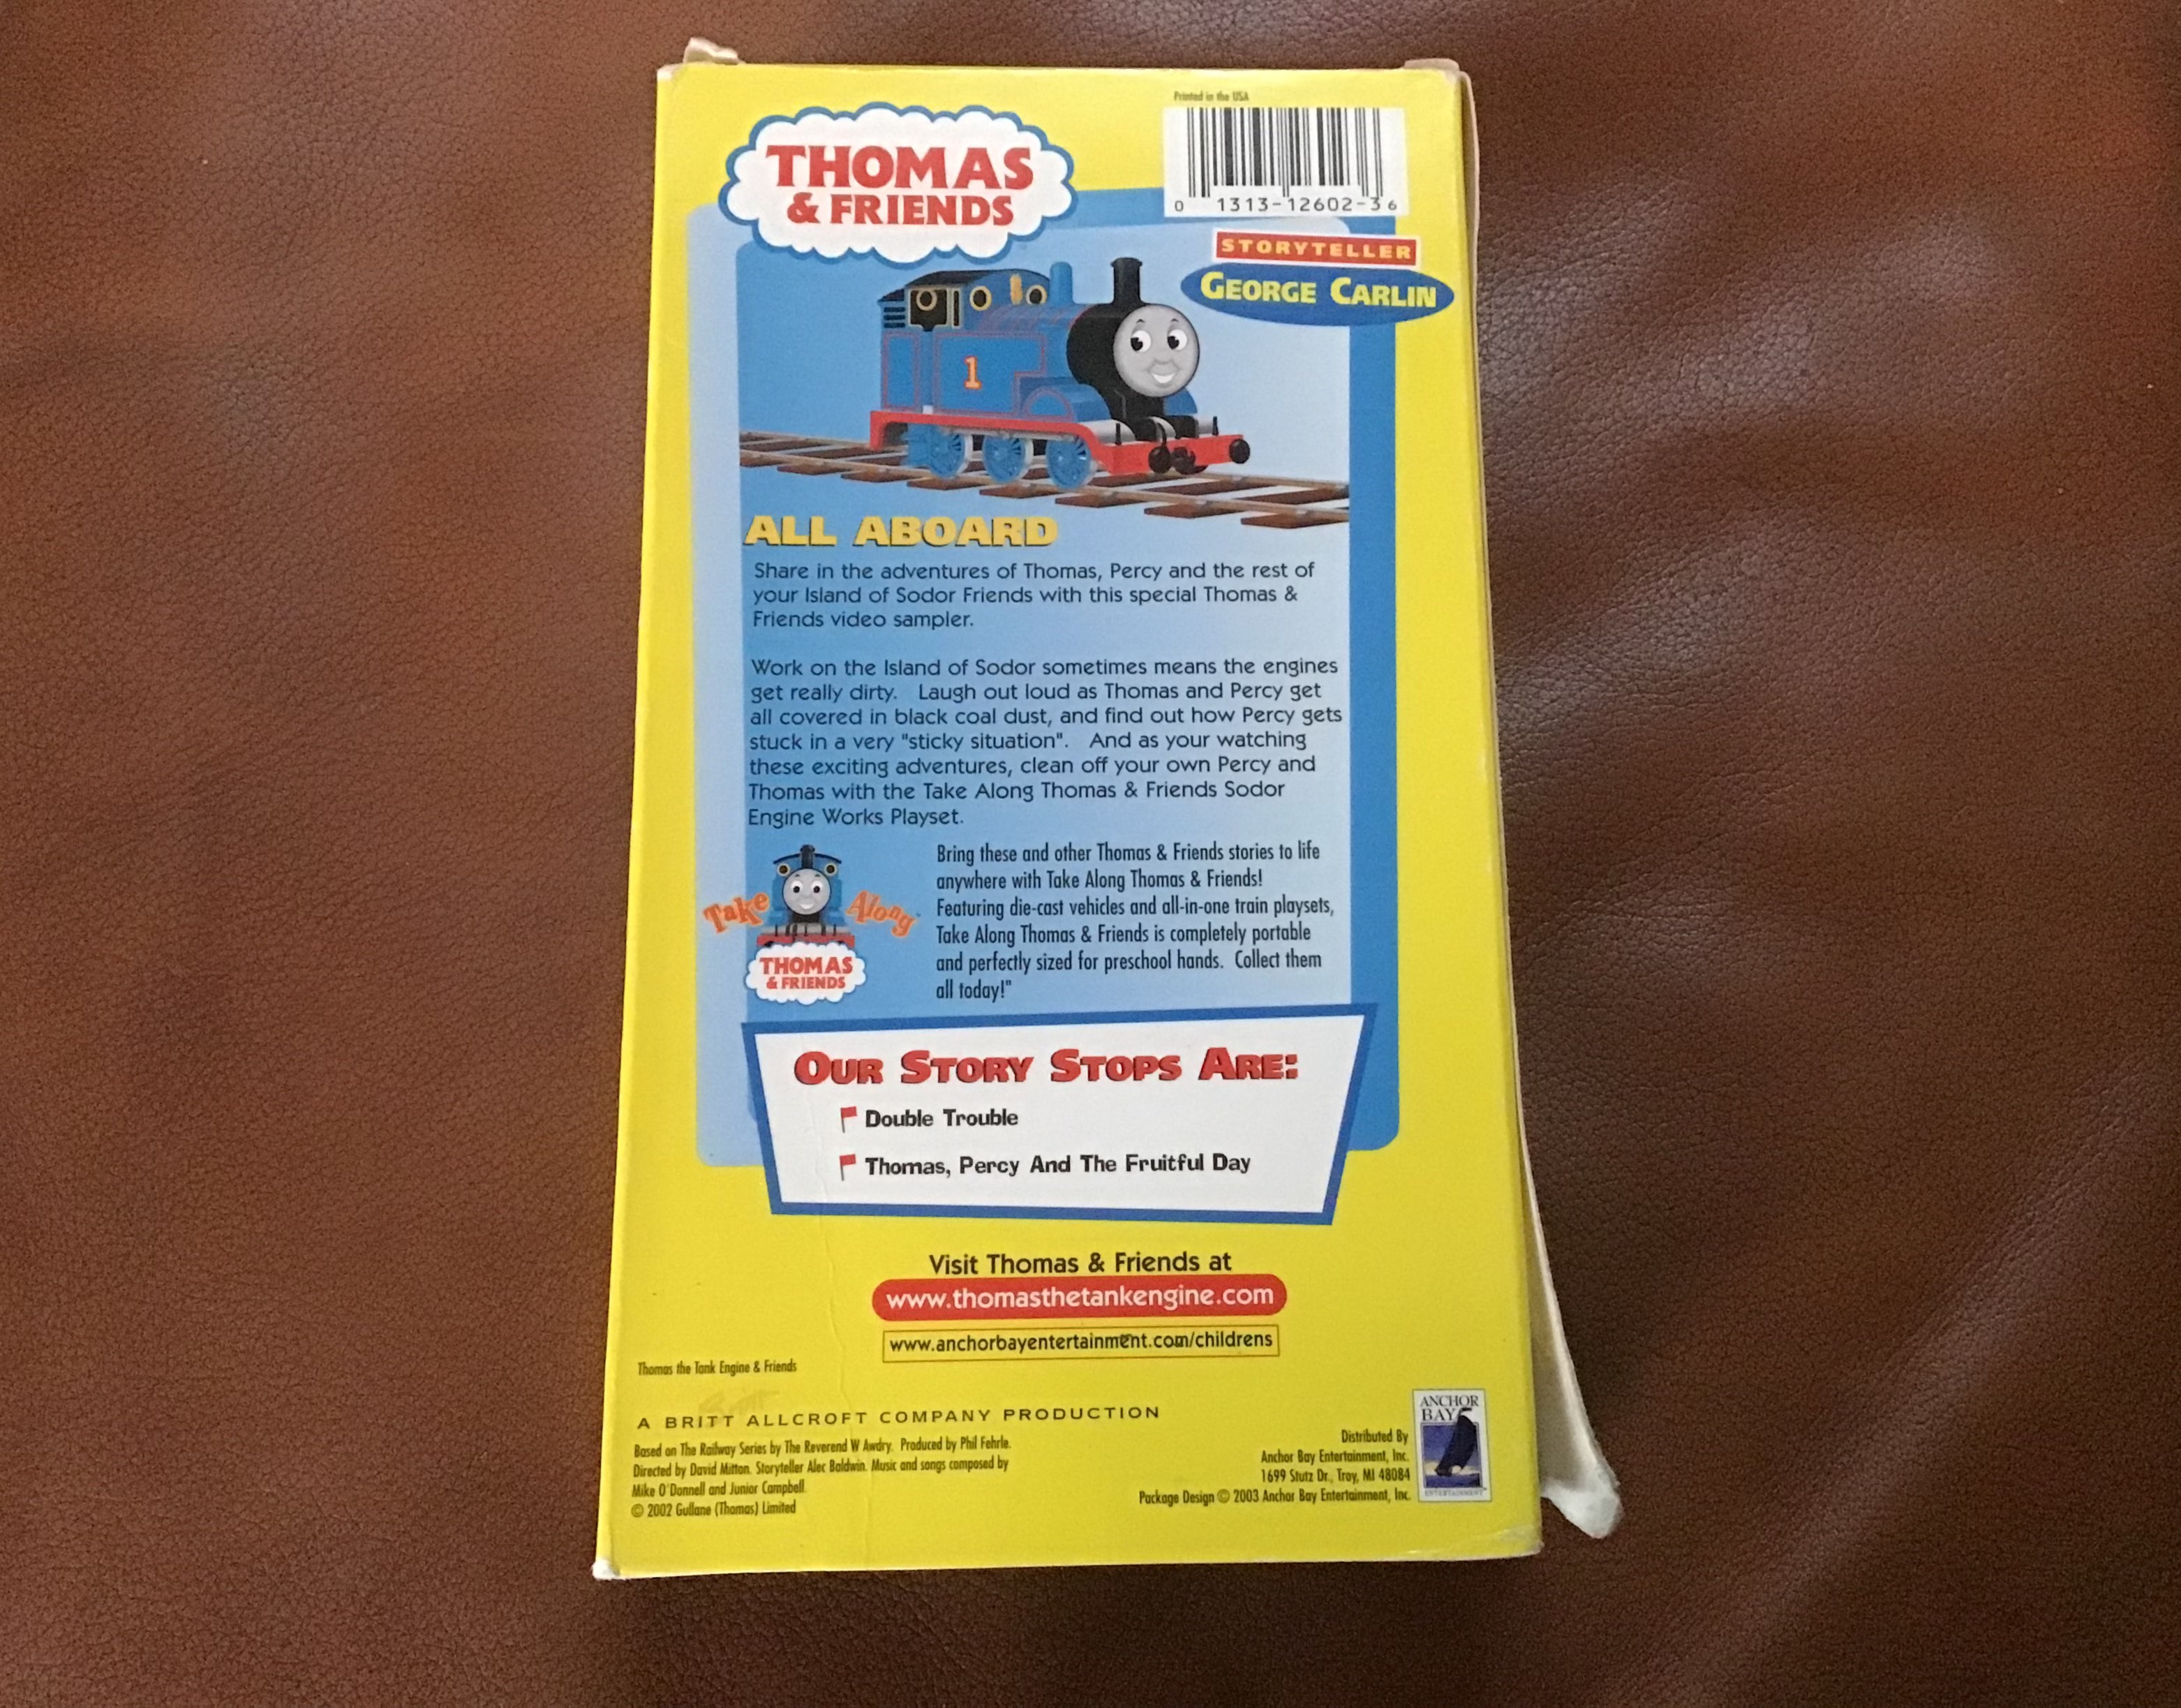 Printed in the USA
THOMAS
& FRIENDS
0 1313-12602-3 6
STORYTELLER
GEORGE CARLIN
1
ALL ABOARD
Share in the adventures of Thomas, Percy and the rest of
your Island of Sodor Friends with this special Thomas &
Friends video sampler.
Work on the Island of Sodor sometimes means the engines
get really dirty. Laugh out loud as Thomas and Percy get
all covered in black coal dust, and find out how Percy gets
stuck in a very "sticky situation". And as your watching
these exciting adventures, clean off your own Percy and
Thomas with the Take Along Thomas & Friends Sodor
Engine Works Playset.
Take Along™
THOMAS
& FRIENDS
Bring these and other Thomas & Friends stories to life
anywhere with Take Along Thomas & Friends!
Featuring die-cast vehicles and all-in-one train playsets,
Take Along Thomas & Friends is completely portable
and perfectly sized for preschool hands. Collect them
all today!"
OUR STORY STOPS ARE:
Double Trouble
Thomas, Percy And The Fruitful Day
Visit Thomas & Friends at
www.thomasthetankengine.com
www.anchorbayentertainment.com/childrens
Thomas the Tank Engine & Friends
A BRITT ALLCROFT COMPANY PRODUCTION
Based on The Railway Series by The Reverend W Awdry. Produced by Phil Fehrle.
Directed by David Mitton. Storyteller Alec Baldwin. Music and songs composed by
Mike O'Donnell and Junior Campbell.
© 2002 Gullane (Thomas) Limited
Distributed By
Anchor Bay Entertainment, Inc.
1699 Stutz Dr., Troy, MI 48084
Package Design © 2003 Anchor Bay Entertainment, Inc.
ANCHOR
BAY
ENTERTAINMENT